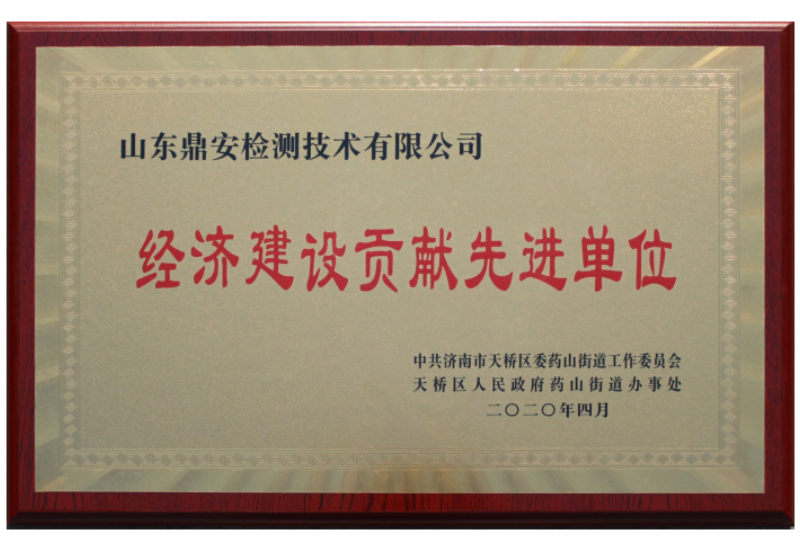 山东鼎安检测技术有限公司
经济建设贡献先进单位
中共济南市天桥区委药山街道工作委员会
天桥区人民政府药山街道办事处
二〇二〇年四月